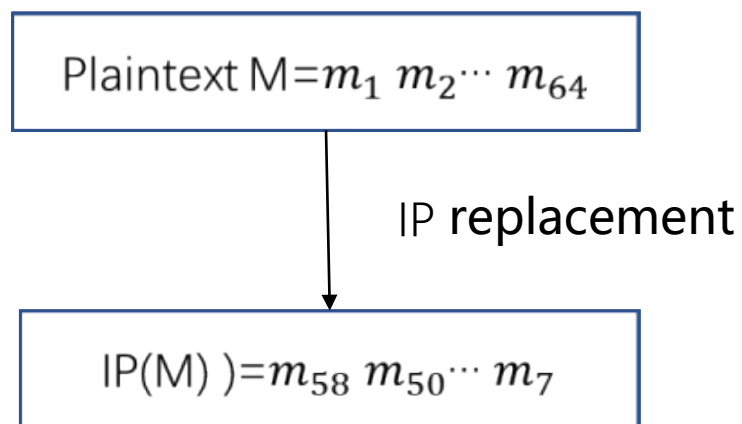 Plaintext M=m₁ m₂⋯ m₆₄
IP replacement
IP(M) )=m₅₈ m₅₀⋯ m₇